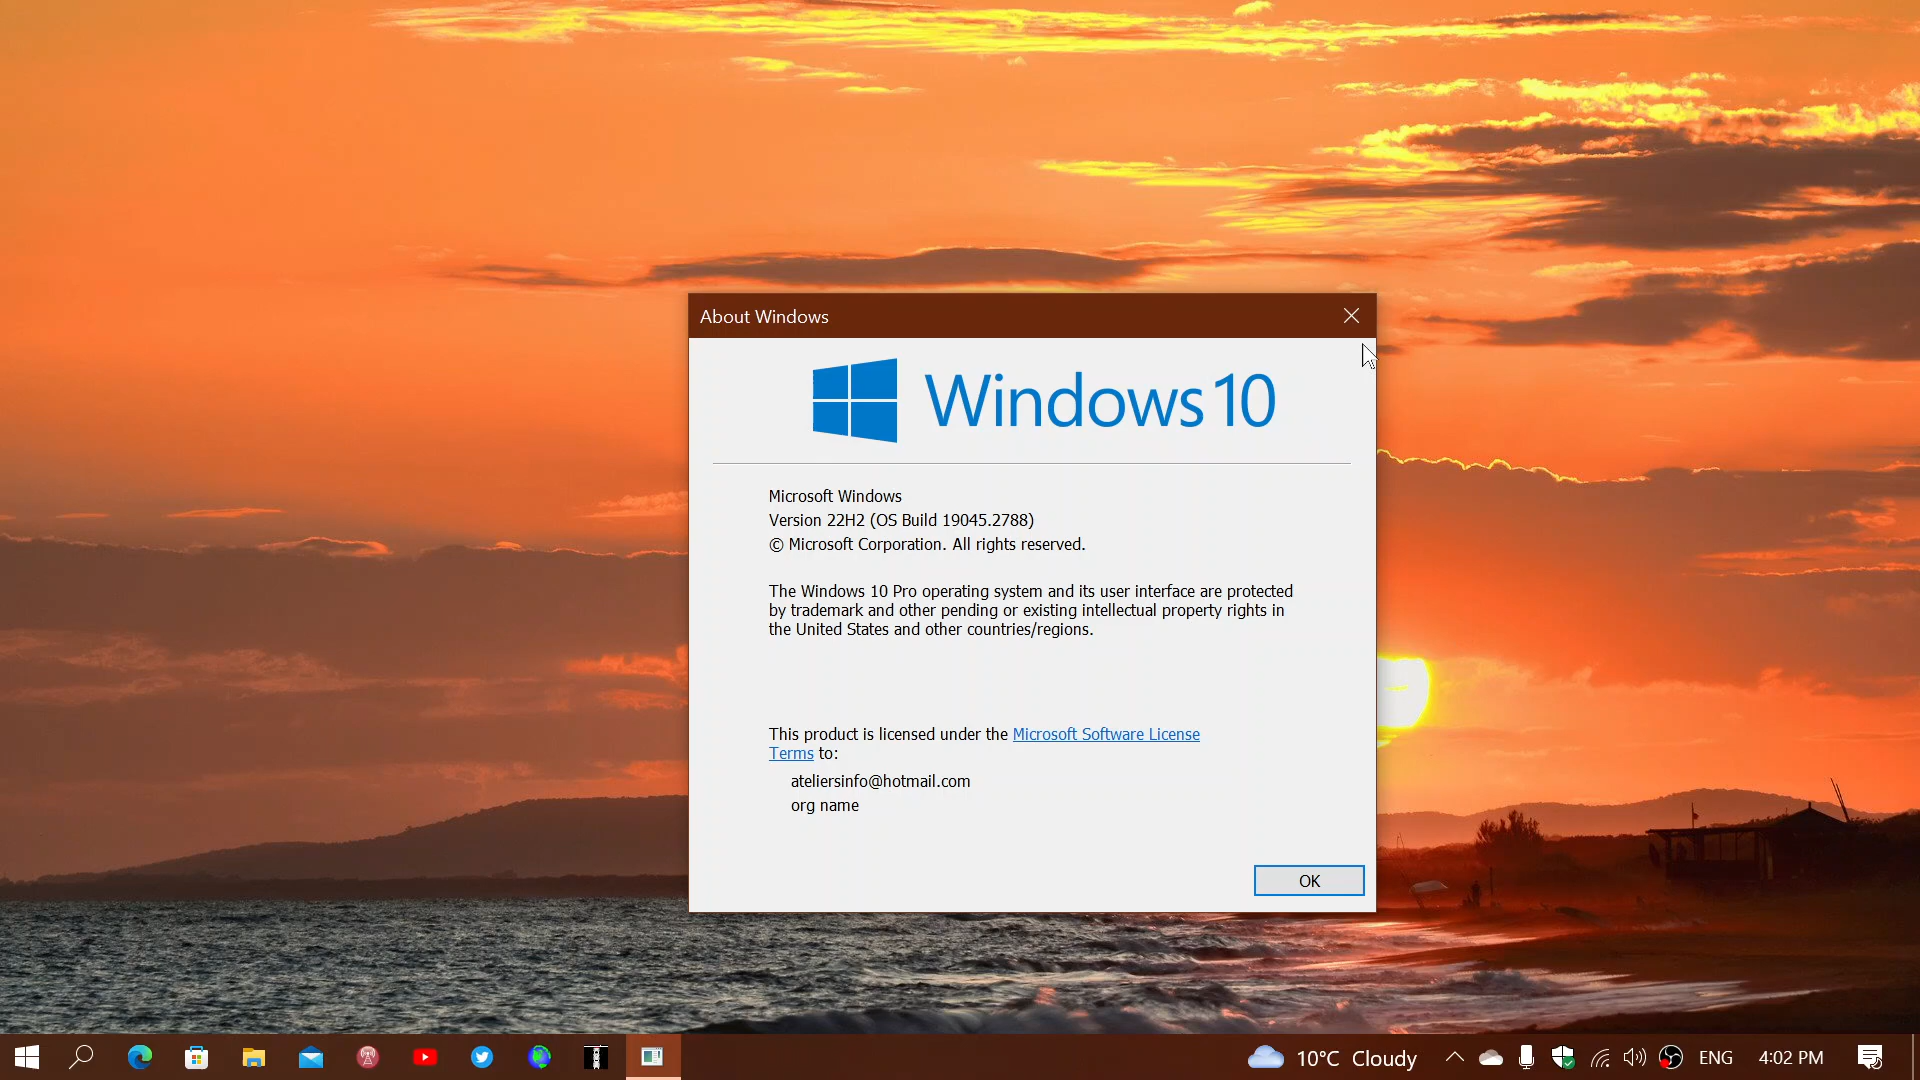 About Windows
Windows 10
Microsoft Windows
Version 22H2 (OS Build 19045.2788)
© Microsoft Corporation. All rights reserved.
The Windows 10 Pro operating system and its user interface are protected
by trademark and other pending or existing intellectual property rights in
the United States and other countries/regions.
This product is licensed under the Microsoft Software License
Terms to:
ateliersinfo@hotmail.com
org name
OK
10°C Cloudy
ENG
4:02 PM